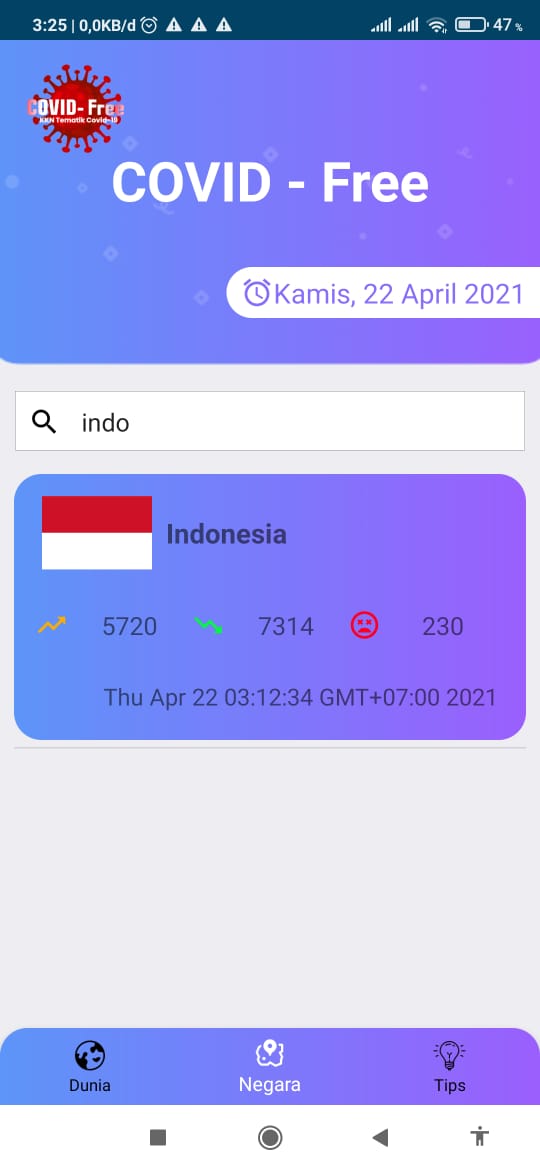 3:25 | 0,0KB/d
47 %
COVID- Free
KKN Tematik Covid-19
COVID - Free
Kamis, 22 April 2021
indo
Indonesia
5720 7314 230
Thu Apr 22 03:12:34 GMT+07:00 2021
Dunia Negara Tips